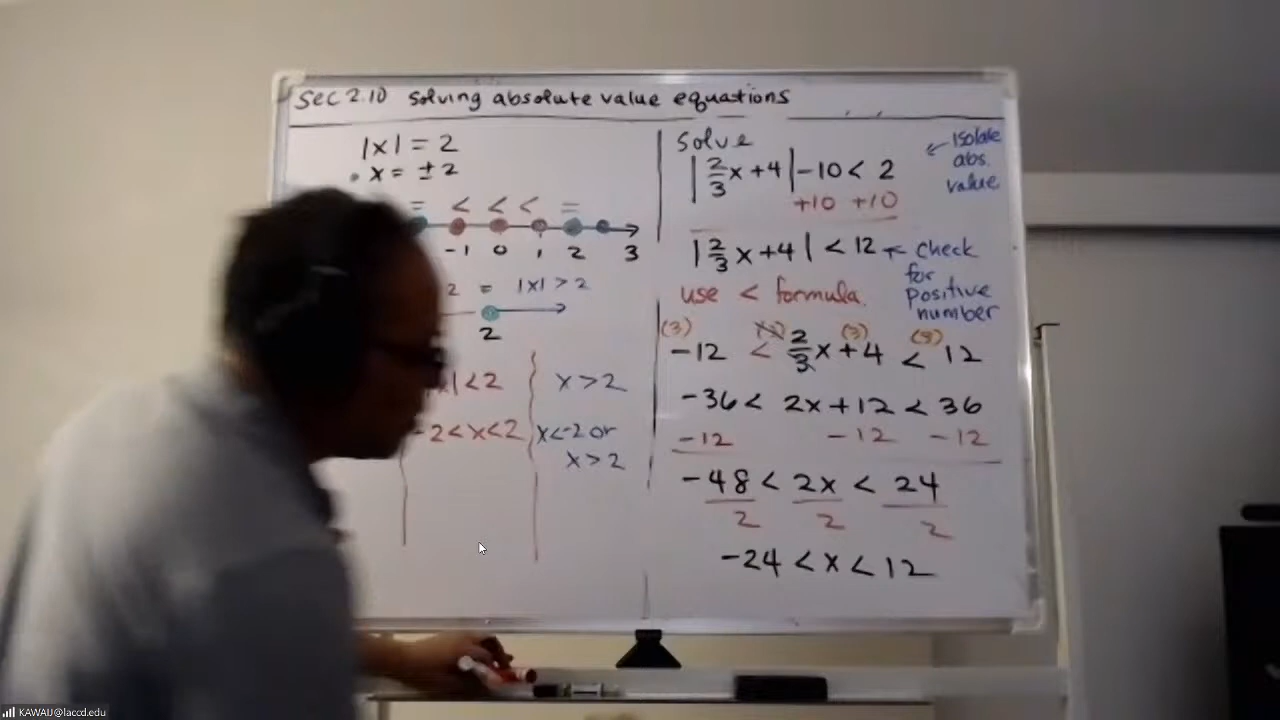 Sec 2.10 Solving absolute value equations
|x| = 2
x = ±2
= < < < =
-1 0 1 2 3
2 = |x| > 2
2
|x| < 2
-2 < x < 2
x > 2
x < -2 or
x > 2
Solve
|2/3 x + 4| - 10 < 2
+10 +10
← Isolate
abs.
value
|2/3 x + 4| < 12 ← Check
for
positive
number
use < formula.
(3) (3) (3)
-12 < 2/3 x + 4 < 12
-36 < 2x + 12 < 36
-12 -12 -12
-48 < 2x < 24
2 2 2
-24 < x < 12
KAWAIJ@laccd.edu